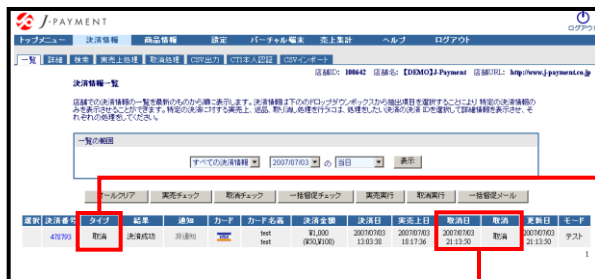 J-PAYMENT
ログアウト
トップメニュー 決済情報 商品情報 設定 バーチャル端末 売上集計 ヘルプ ログアウト
一覧 詳細 検索 実売上処理 取消処理 CSV出力 CTI本人認証 CSVインポート
店舗ID: 100642 店舗名: 【DEMO】J-Payment 店舗URL: http://www.j-payment.co.jp
決済情報一覧
店舗での決済情報の一覧を最新のものから順に表示します。決済情報は下のドロップダウンボックスから抽出項目を選択することにより 特定の決済情報の
みを表示させることができます。特定の決済に対する実売上、返品、取消し処理を行うには、処理をしたい決済の決済 IDを選択して詳細情報を表示させ、そ
れぞれの処理をしてください。
一覧の範囲
すべての決済情報 2007/07/03 の 当日 表示
オールクリア 実売チェック 取消チェック 一括督促チェック 実売実行 取消実行 一括督促メール
選択 決済番号 タイプ 結果 通知 カード カード名義 決済金額 決済日 実売上日 取消日 取消 更新日 モード
478793 取消 決済成功 非通知 VISA test test ¥1,000 (¥50,¥100) 2007/07/03 13:03:38 2007/07/03 18:17:36 2007/07/03 21:13:50 取消 2007/07/03 21:13:50 テスト
1